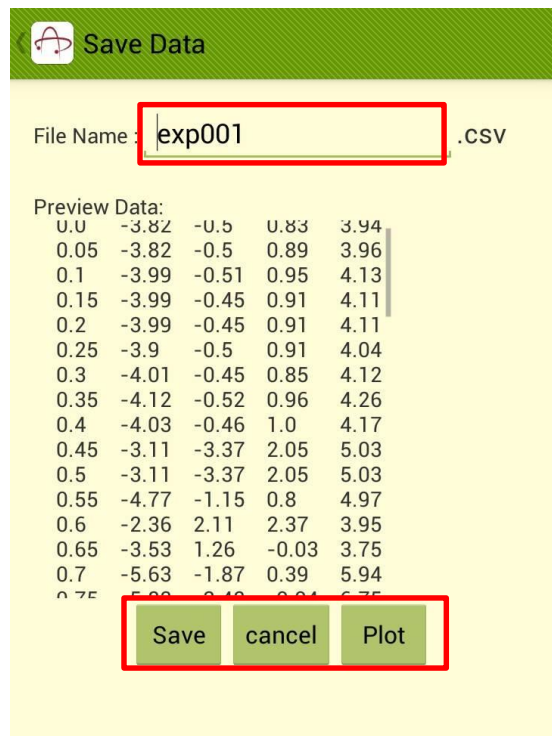 Save Data
File Name : exp001 .csv
Preview Data:
0.0 -3.82 -0.5 0.83 3.94
0.05 -3.82 -0.5 0.89 3.96
0.1 -3.99 -0.51 0.95 4.13
0.15 -3.99 -0.45 0.91 4.11
0.2 -3.99 -0.45 0.91 4.11
0.25 -3.9 -0.5 0.91 4.04
0.3 -4.01 -0.45 0.85 4.12
0.35 -4.12 -0.52 0.96 4.26
0.4 -4.03 -0.46 1.0 4.17
0.45 -3.11 -3.37 2.05 5.03
0.5 -3.11 -3.37 2.05 5.03
0.55 -4.77 -1.15 0.8 4.97
0.6 -2.36 2.11 2.37 3.95
0.65 -3.53 1.26 -0.03 3.75
0.7 -5.63 -1.87 0.39 5.94
0.75
Save cancel Plot